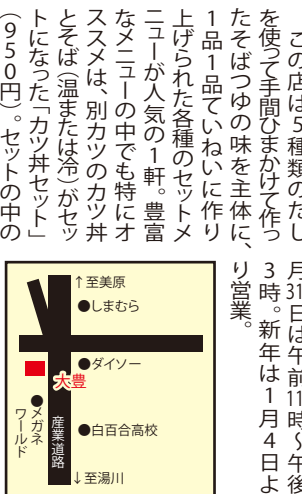 この店は5種類のだし
を使って手間ひまかけて作っ
たそばつゆの味を主体に、
1品1品ていねいに作り
上げられた各種のセットメ
ニューが人気の1軒。豊富
なメニューの中でも特にオ
ススメは、別カツのカツ丼
とそば(温または冷)がセッ
トになった「カツ丼セット」
(950円)。セットの中の
月31日は午前11時〜午後
3時。新年は1月4日よ
り営業。
↑至美原
●しまむら
●ダイソー
大豊
●メガネ
ワールド
産業道路
●白百合高校
↓至湯川